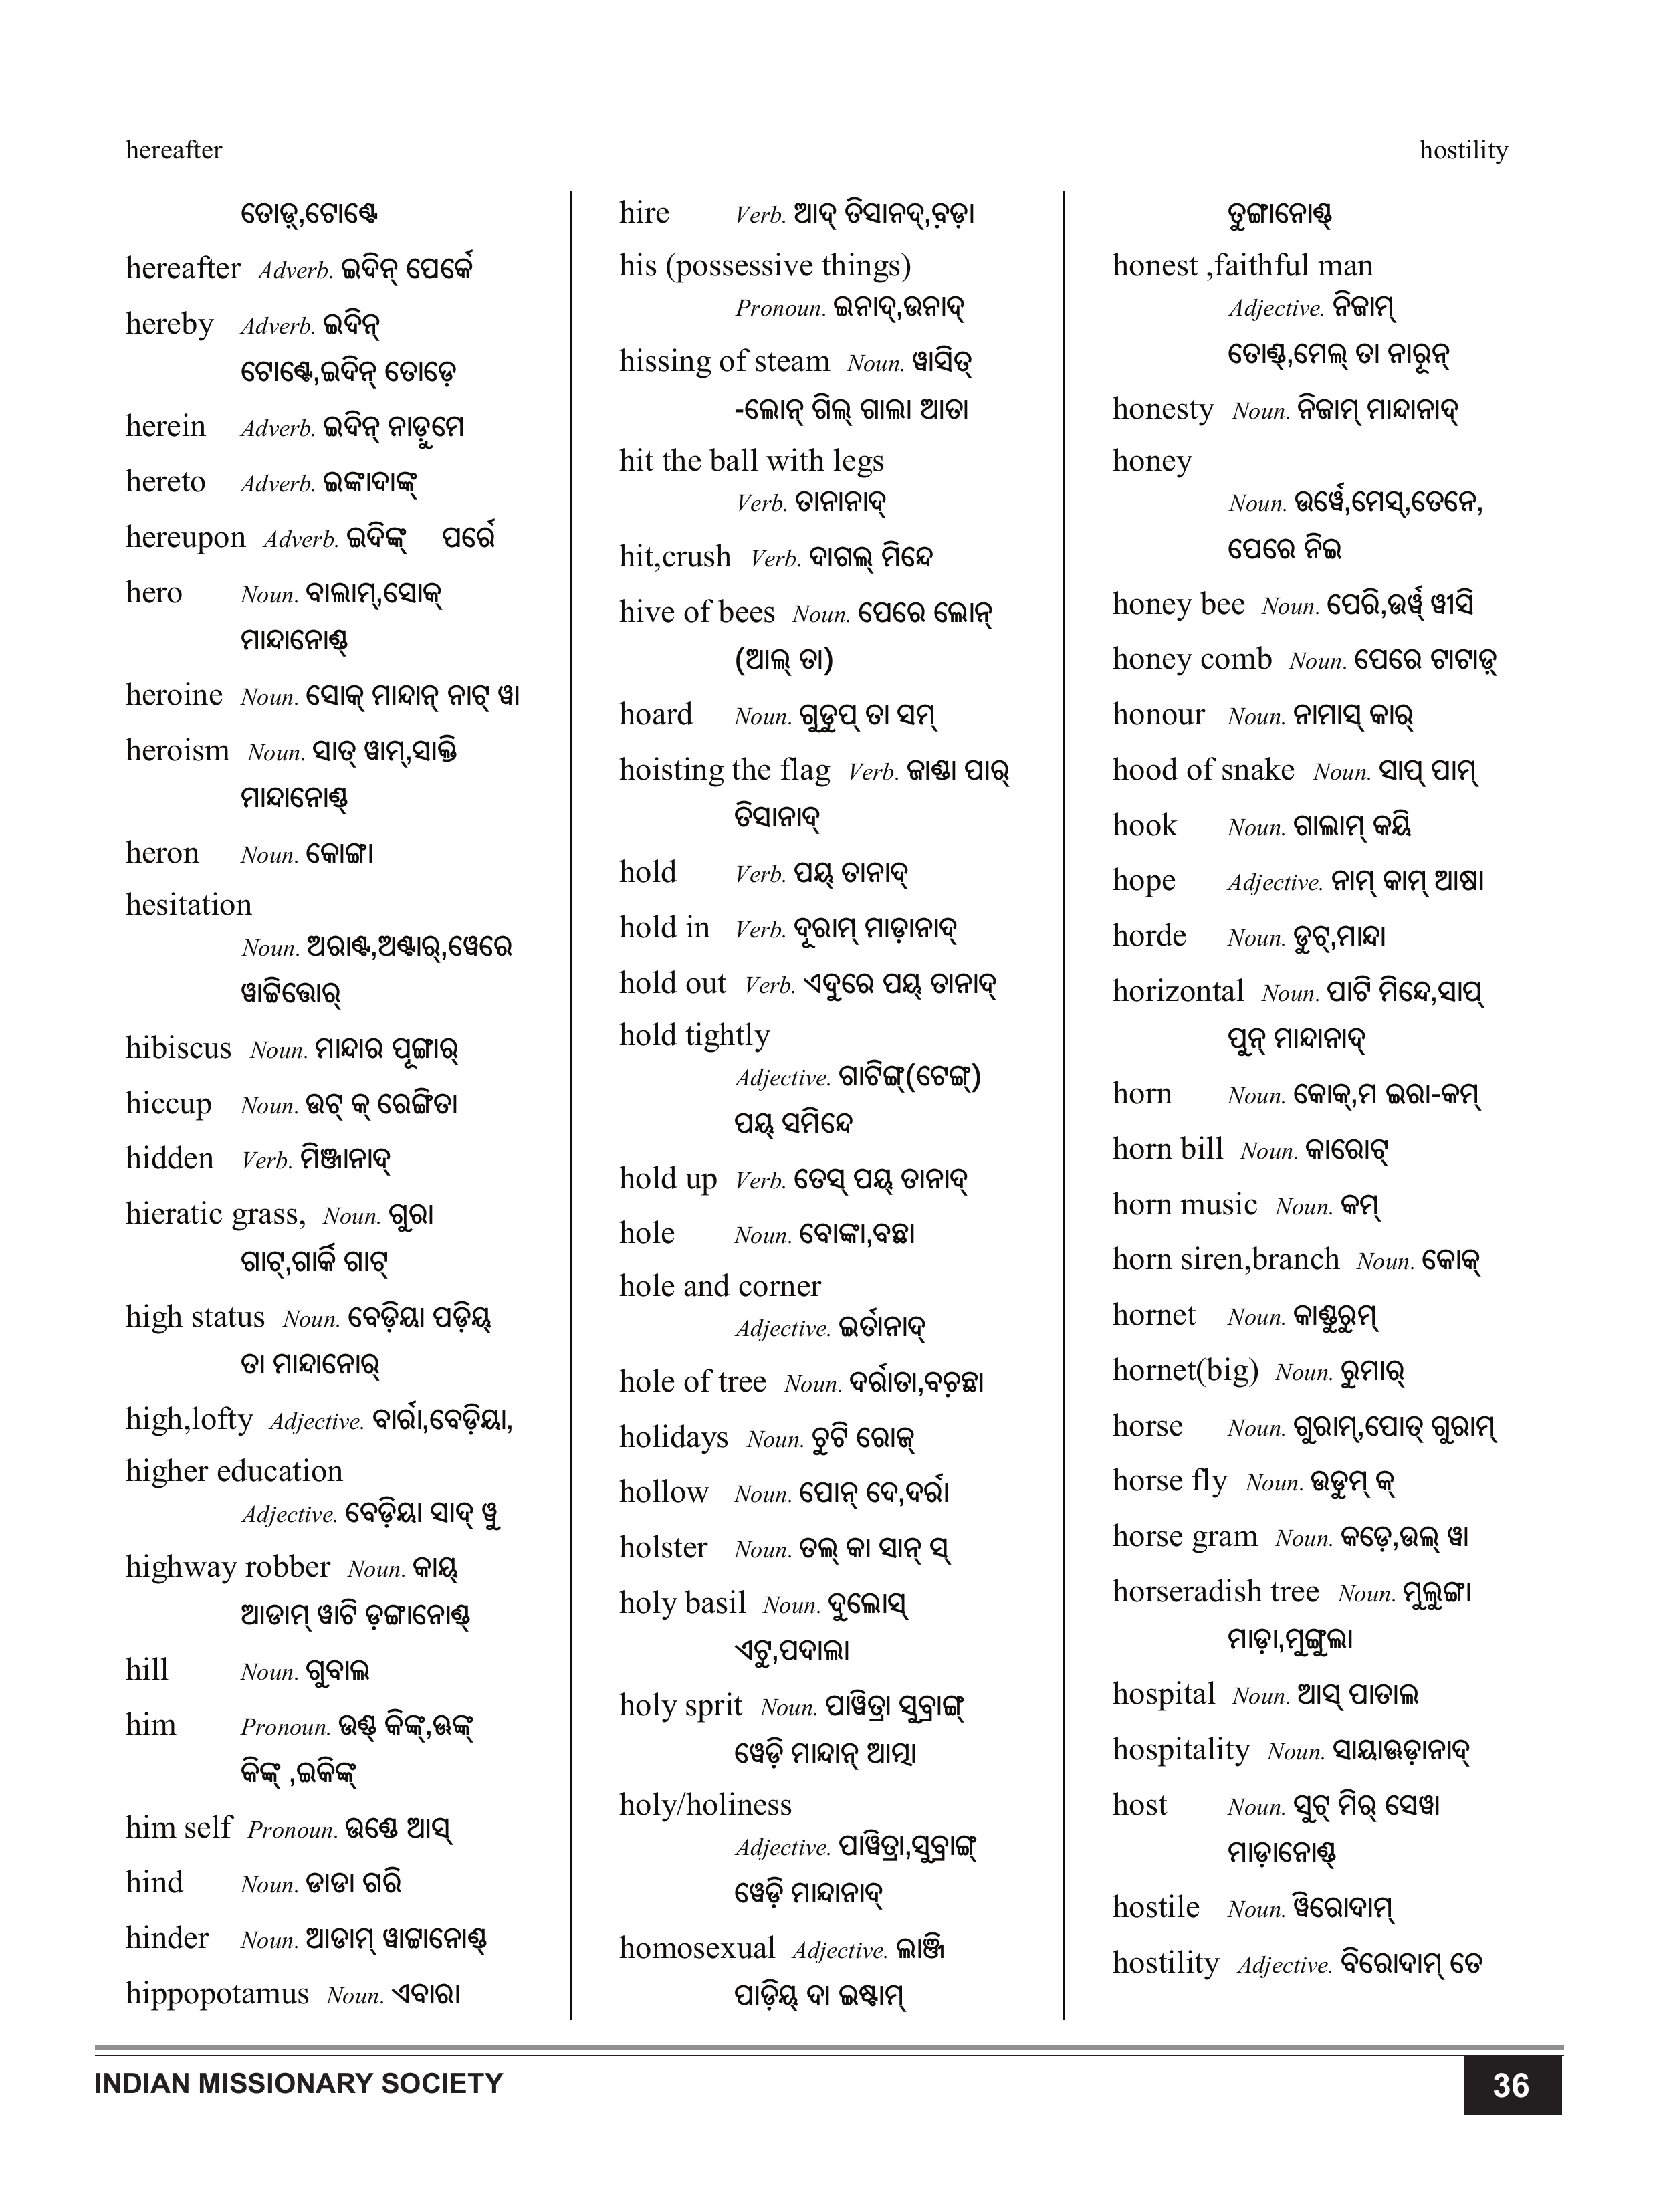 hereafter
hostility
ତୋଡ଼୍,ଟୋଣ୍ଟେ
hereafter Adverb. ଇଦିନ୍ ପେର୍କେ
hereby Adverb. ଇଦିନ୍
ଟୋଣ୍ଟେ,ଇଦିନ୍ ତୋଡ଼େ
herein Adverb. ଇଦିନ୍ ନାଡ଼ୁମେ
hereto Adverb. ଇଙ୍କାଦାଙ୍କ୍
hereupon Adverb. ଇଦିଙ୍କ୍ ପର୍ରେ
hero Noun. ବାଲାମ୍,ସୋକ୍
ମାନ୍ଦାନୋଣ୍ଡ୍
heroine Noun. ସୋକ୍ ମାନ୍ଦାନ୍ ନାଟ୍ ୱା
heroism Noun. ସାତ୍ ୱାମ୍,ସାକ୍ତି
ମାନ୍ଦାନୋଣ୍ଡ୍
heron Noun. କୋଙ୍ଗା
hesitation
Noun. ଅରାଣ୍ଟ,ଅଣ୍ଟାର୍,ୱେରେ
ୱାଟ୍ଟିତ୍ତୋର୍
hibiscus Noun. ମାନ୍ଦାର ପୂଙ୍ଗାର୍
hiccup Noun. ଉଟ୍ କ୍ ରେଙ୍ଗିତା
hidden Verb. ମିଞ୍ଜାନାଦ୍
hieratic grass, Noun. ଗୁରା
ଗାଟ୍,ଗାର୍କି ଗାଟ୍
high status Noun. ବେଡ଼ିୟା ପଡ଼ିୟ୍
ତା ମାନ୍ଦାନୋର୍
high,lofty Adjective. ବାର୍ରା,ବେଡ଼ିୟା,
higher education
Adjective. ବେଡ଼ିୟା ସାଦ୍ ୱୁ
highway robber Noun. କାୟ୍
ଆଡାମ୍ ୱାଟି ଡ଼ଙ୍ଗାନୋଣ୍ଡ୍
hill Noun. ଗୁବାଲ
him Pronoun. ଉଣ୍ଡ୍ କିଙ୍କ୍,ଊଙ୍କ୍
କିଙ୍କ୍ ,ଇକିଙ୍କ୍
him self Pronoun. ଉଣ୍ଡେ ଆସ୍
hind Noun. ଡାଡା ଗରି
hinder Noun. ଆଡାମ୍ ୱାଟ୍ଟାନୋଣ୍ଡ୍
hippopotamus Noun. ଏବାରା
hire Verb. ଆଦ୍ ତିସାନଦ୍,ବ଼ଡ଼ା
his (possessive things)
Pronoun. ଇନାଦ୍,ଉନାଦ୍
hissing of steam Noun. ୱାସିତ୍
-ଲୋନ୍ ଗିଲ୍ ଗାଲା ଆତା
hit the ball with legs
Verb. ତାନାନାଦ୍
hit,crush Verb. ଦାଗଲ୍ ମିନ୍ଦେ
hive of bees Noun. ପେରେ ଲୋନ୍
(ଆଲ୍ ତା)
hoard Noun. ଗୁଡୁପ୍ ତା ସମ୍
hoisting the flag Verb. ଜାଣ୍ଡା ପାର୍
ତିସାନାଦ୍
hold Verb. ପୟ୍ ତାନାଦ୍
hold in Verb. ଦୂରାମ୍ ମାଡ଼ାନାଦ୍
hold out Verb. ଏଦୁରେ ପୟ୍ ତାନାଦ୍
hold tightly
Adjective. ଗାଟିଙ୍ଗ୍(ଟେଙ୍ଗ୍)
ପୟ୍ ସମିନ୍ଦେ
hold up Verb. ତେସ୍ ପୟ୍ ତାନାଦ୍
hole Noun. ବୋଙ୍କା,ବଛା
hole and corner
Adjective. ଇର୍ତାନାଦ୍
hole of tree Noun. ଦର୍ରାତା,ବଚ଼ଛା
holidays Noun. ଚୁଟି ରୋଜ୍
hollow Noun. ପୋନ୍ ଦେ,ଦର୍ରା
holster Noun. ତଲ୍ କା ସାନ୍ ସ୍
holy basil Noun. ଦୁଲୋସ୍
ଏଟୁ,ପଦାଲା
holy sprit Noun. ପାୱିତ୍ରା ସୁବ୍ରାଙ୍ଗ୍
ୱେଡ଼ି ମାନ୍ଦାନ୍ ଆତ୍ମା
holy/holiness
Adjective. ପାୱିତ୍ରା,ସୁବ୍ରାଙ୍ଗ୍
ୱେଡ଼ି ମାନ୍ଦାନାଦ୍
homosexual Adjective. ଲାଞ୍ଜି
ପାଡ଼ିୟ୍ ଦା ଇଷ୍ଟାମ୍
ତୁଙ୍ଗାନୋଣ୍ଡ୍
honest ,faithful man
Adjective. ନିଜାମ୍
ତୋଣ୍ଡ୍,ମେଲ୍ ତା ନାରୂନ୍
honesty Noun. ନିଜାମ୍ ମାନ୍ଦାନାଦ୍
honey
Noun. ଉର୍ୱେ,ମେସ୍,ତେନେ,
ପେରେ ନିଇ
honey bee Noun. ପେରି,ଉର୍ୱ୍ ୱୀସି
honey comb Noun. ପେରେ ଟାଟାଡ଼୍
honour Noun. ନାମାସ୍ କାର୍
hood of snake Noun. ସାପ୍ ପାମ୍
hook Noun. ଗାଲାମ୍ କୟି
hope Adjective. ନାମ୍ କାମ୍ ଆଷା
horde Noun. ଡୁଟ୍,ମାନ୍ଦା
horizontal Noun. ପାଟି ମିନ୍ଦେ,ସାପ୍
ପୁନ୍ ମାନ୍ଦାନାଦ୍
horn Noun. କୋକ୍,ମ ଇରା-କମ୍
horn bill Noun. କାରୋଟ୍
horn music Noun. କମ୍
horn siren,branch Noun. କୋକ୍
hornet Noun. କାଣ୍ଡୁରୁମ୍
hornet(big) Noun. ରୁମାର୍
horse Noun. ଗୁରାମ୍,ପୋତ୍ ଗୁରାମ୍
horse fly Noun. ଉଡୁମ୍ କ୍
horse gram Noun. କଡ଼େ,ଉଲ୍ ୱା
horseradish tree Noun. ମୁଲୁଙ୍ଗା
ମାଡ଼ା,ମୁଙ୍ଗୁଲା
hospital Noun. ଆସ୍ ପାତାଲ
hospitality Noun. ସାୟାଊଡ଼ାନାଦ୍
host Noun. ସୁଟ୍ ମିର୍ ସେୱା
ମାଡ଼ାନୋଣ୍ଡ୍
hostile Noun. ୱିରୋଦାମ୍
hostility Adjective. ବିରୋଦାମ୍ ତେ
INDIAN MISSIONARY SOCIETY
36